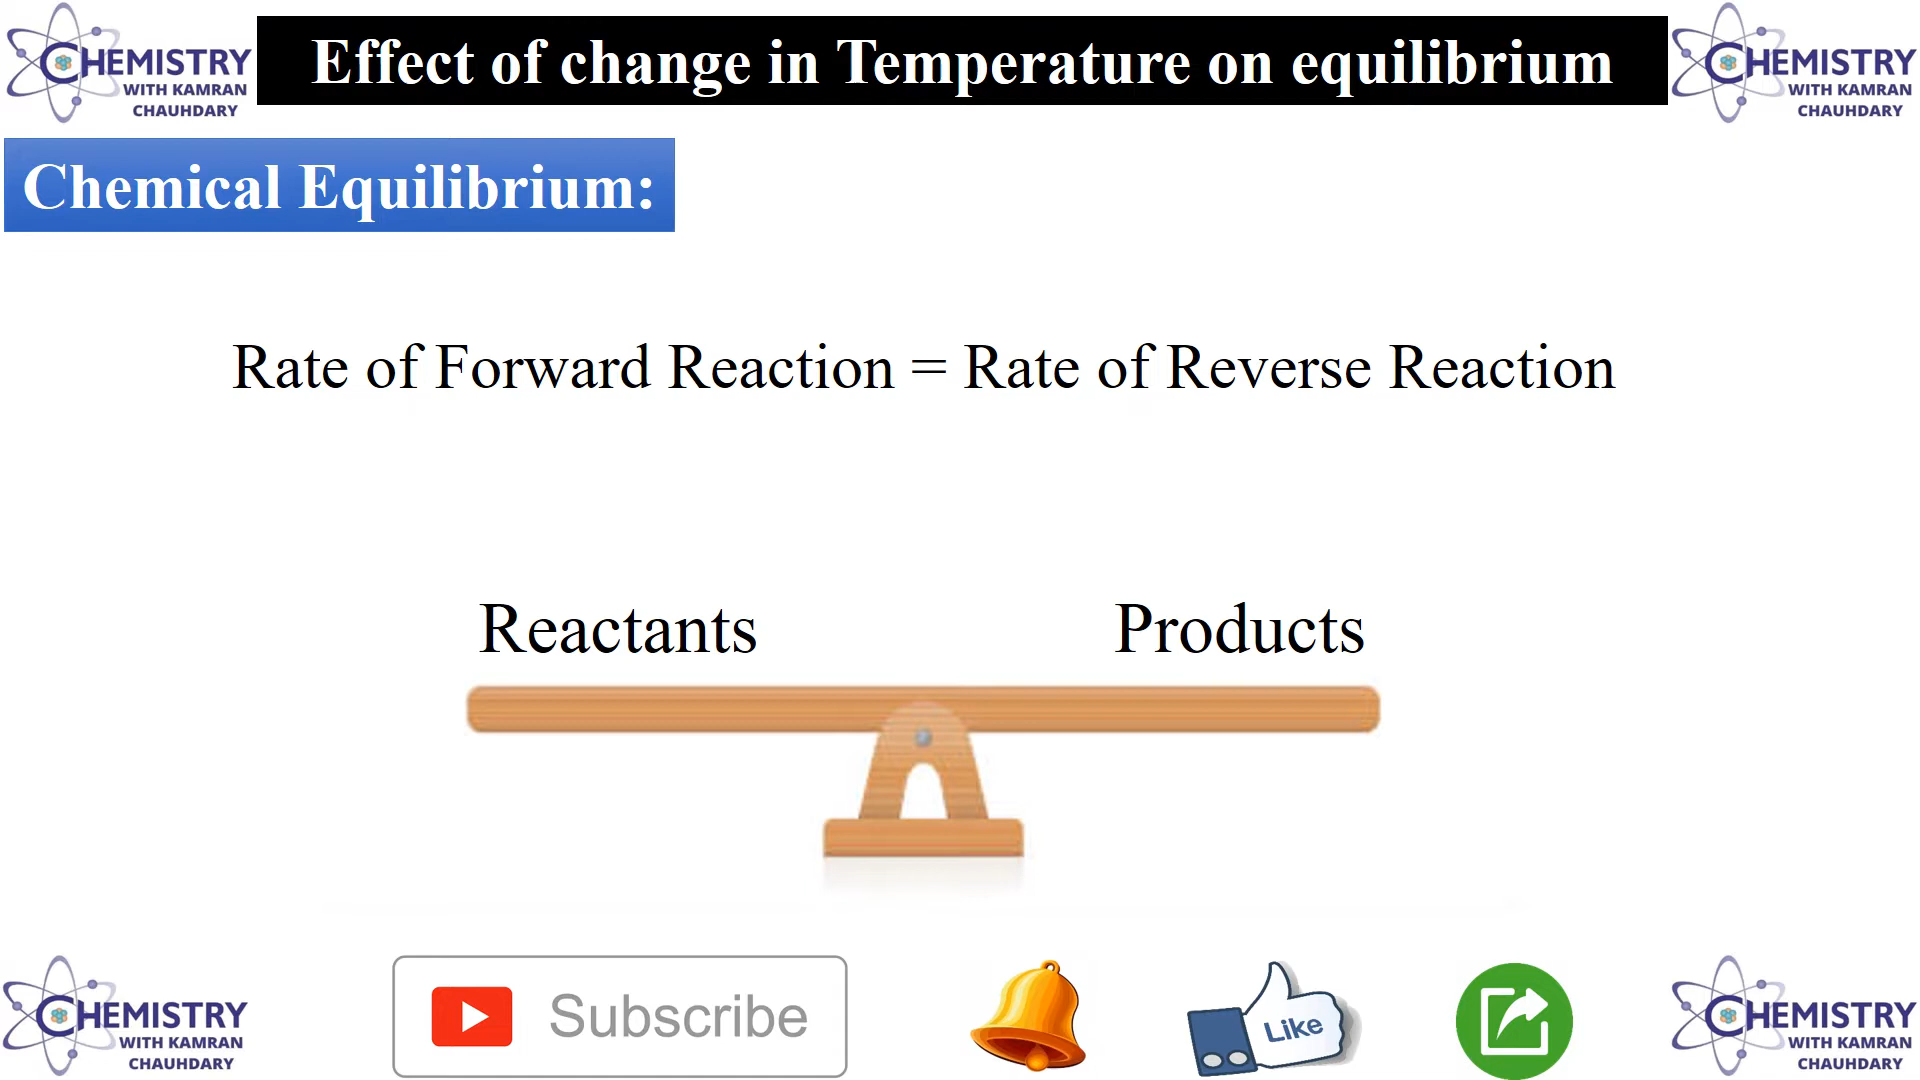 CHEMISTRY
WITH KAMRAN
CHAUHDARY
Effect of change in Temperature on equilibrium
CHEMISTRY
WITH KAMRAN
CHAUHDARY
Chemical Equilibrium:
Rate of Forward Reaction = Rate of Reverse Reaction
Reactants
Products
CHEMISTRY
WITH KAMRAN
CHAUHDARY
Subscribe
Like
CHEMISTRY
WITH KAMRAN
CHAUHDARY